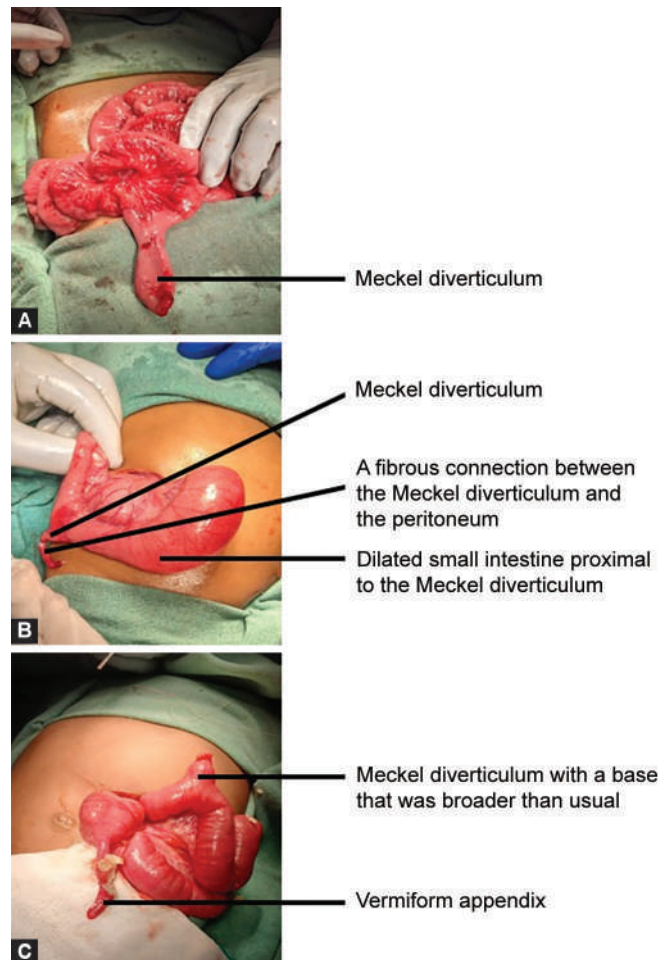 Meckel diverticulum
A
Meckel diverticulum
A fibrous connection between
the Meckel diverticulum and
the peritoneum
Dilated small intestine proximal
to the Meckel diverticulum
B
Meckel diverticulum with a base
that was broader than usual
Vermiform appendix
C